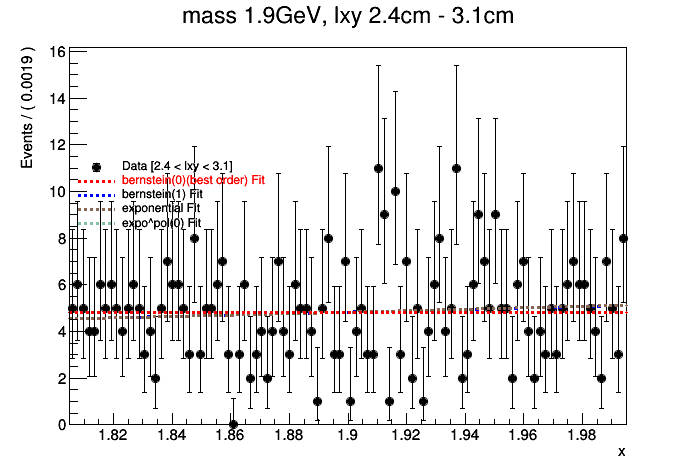 mass 1.9GeV, lxy 2.4cm - 3.1cm
Events / ( 0.0019 )
16
14
12
10
8
6
4
2
0
Data [2.4 < lxy < 3.1]
bernstein(0)(best order) Fit
bernstein(1) Fit
exponential Fit
expo^pol(0) Fit
1.82 1.84 1.86 1.88 1.9 1.92 1.94 1.96 1.98
x